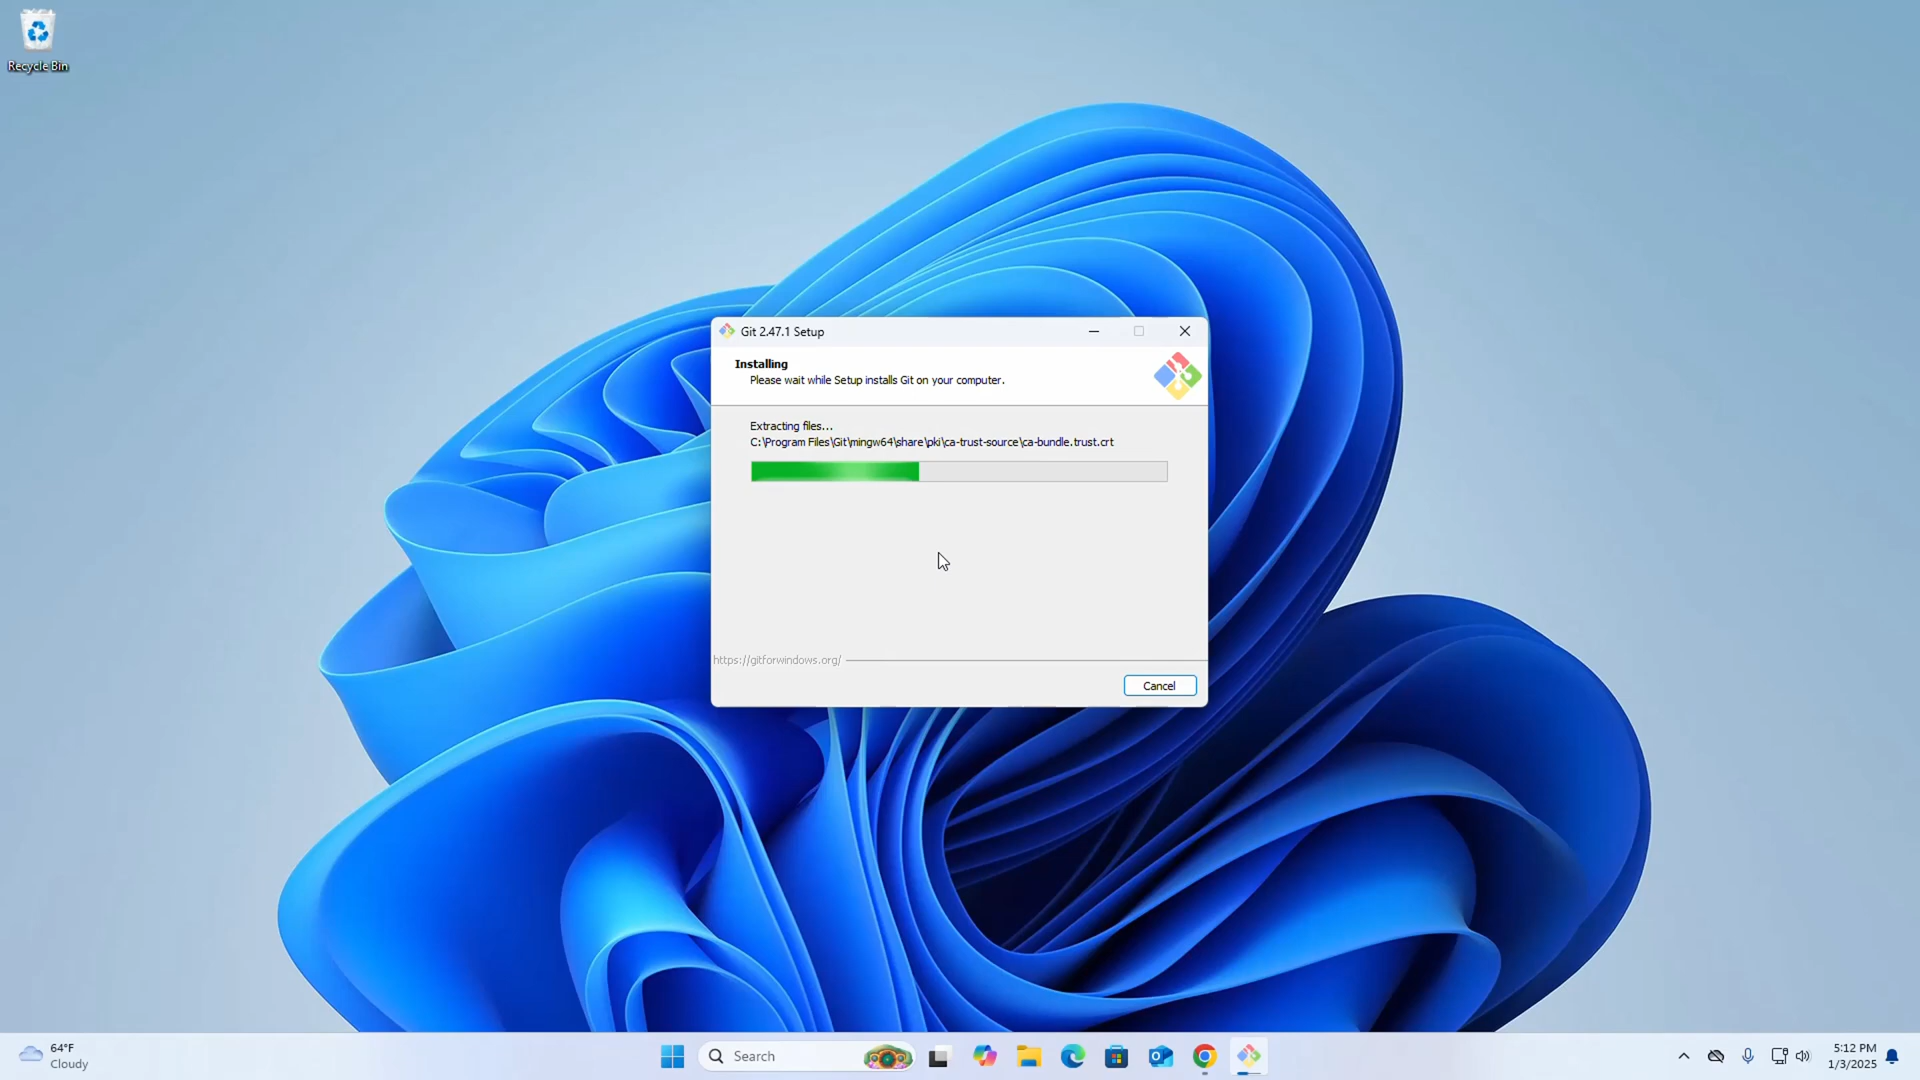 Recycle Bin
Git 2.47.1 Setup
Installing
Please wait while Setup installs Git on your computer.
Extracting files...
C:\Program Files\Git\mingw64\share\pki\ca-trust-source\ca-bundle.trust.crt
https://gitforwindows.org/
Cancel
64°F
Cloudy
Search
5:12 PM
1/3/2025